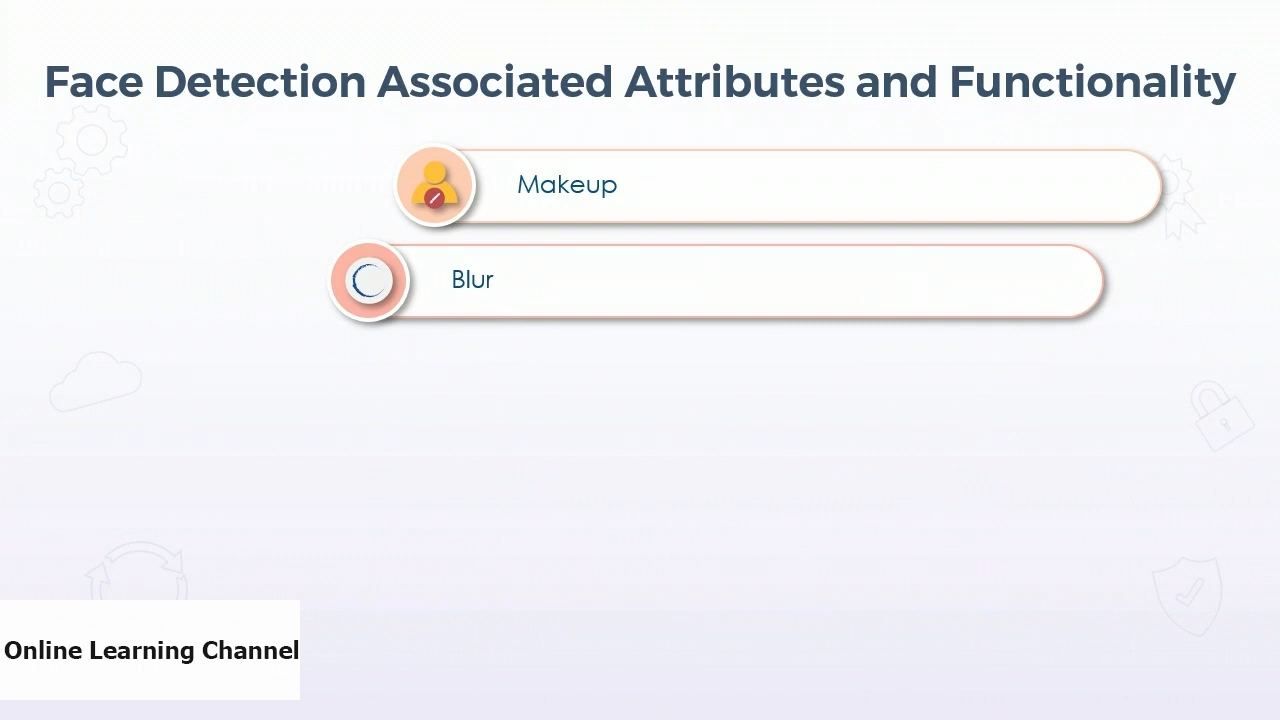 Face Detection Associated Attributes and Functionality
Makeup
Blur
Online Learning Channel